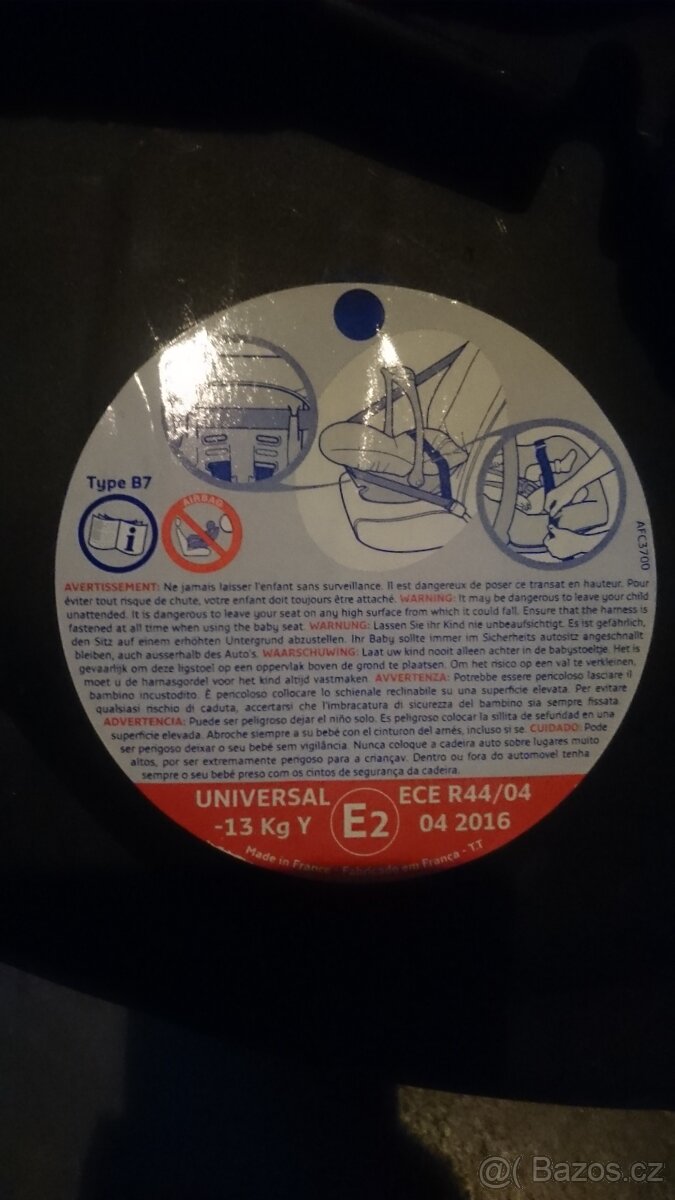 Type B7
AIRBAG
AFC3700
AVERTISSEMENT: Ne jamais laisser l'enfant sans surveillance. Il est dangereux de poser ce transat en hauteur. Pour
éviter tout risque de chute, votre enfant doit toujours être attaché. WARNING: It may be dangerous to leave your child
unattended. It is dangerous to leave your seat on any high surface from which it could fall. Ensure that the harness is
fastened at all time when using the baby seat. WARNUNG: Lassen Sie ihr Kind nie unbeaufsichtigt. Es ist gefährlich,
den Sitz auf einem erhöhten Untergrund abzustellen. Ihr Baby sollte immer im Sicherheits autositz angeschnallt
bleiben, auch ausserhalb des Auto's. WAARSCHUWING: Laat uw kind nooit alleen achter in de babystoeltje. Het is
gevaarlijk om deze ligstoel op een oppervlak boven de grond te plaatsen. Om het risico op een val te verkleinen,
moet u de harnasgordel voor het kind altijd vastmaken. AVVERTENZA: Potrebbe essere pericoloso lasciare il
bambino incustodito. È pericoloso collocare lo schienale reclinabile su una superficie elevata. Per evitare
qualsiasi rischio di caduta, accertarsi che l'imbracatura di sicurezza del bambino sia sempre fissata.
ADVERTENCIA: Puede ser peligroso dejar el niño solo. Es peligroso colocar la sillita de sefuridad en una
superficie elevada. Abroche siempre a su bebé con el cinturon del arnés, incluso si se. CUIDADO: Pode
ser perigoso deixar o seu bebé sem vigilância. Nunca coloque a cadeira auto sobre lugares muito
altos, por ser extremamente perigoso para a criançav. Dentro ou fora do automovel tenha
sempre o seu bebé preso com os cintos de segurança da cadeira.
UNIVERSAL E2 ECE R44/04
-13 Kg Y 04 2016
Made in France - Fabricado em França - T.T
@( Bazos.cz